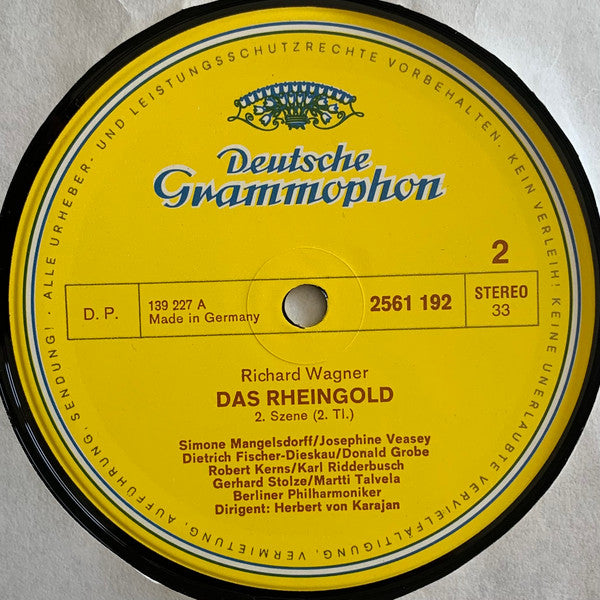 ALLE URHEBER- UND LEISTUNGSSCHUTZRECHTE VORBEHALTEN. KEIN VERLEIH! KEINE UNERLAUBTE VERVIELFÄLTIGUNG, VERMIETUNG, AUFFÜHRUNG, SENDUNG! ·
Deutsche
Grammophon
2
D. P.
139 227 A
Made in Germany
2561 192
STEREO
33
Richard Wagner
DAS RHEINGOLD
2. Szene (2. Tl.)
Simone Mangelsdorff/Josephine Veasey
Dietrich Fischer-Dieskau/Donald Grobe
Robert Kerns/Karl Ridderbusch
Gerhard Stolze/Martti Talvela
Berliner Philharmoniker
Dirigent: Herbert von Karajan